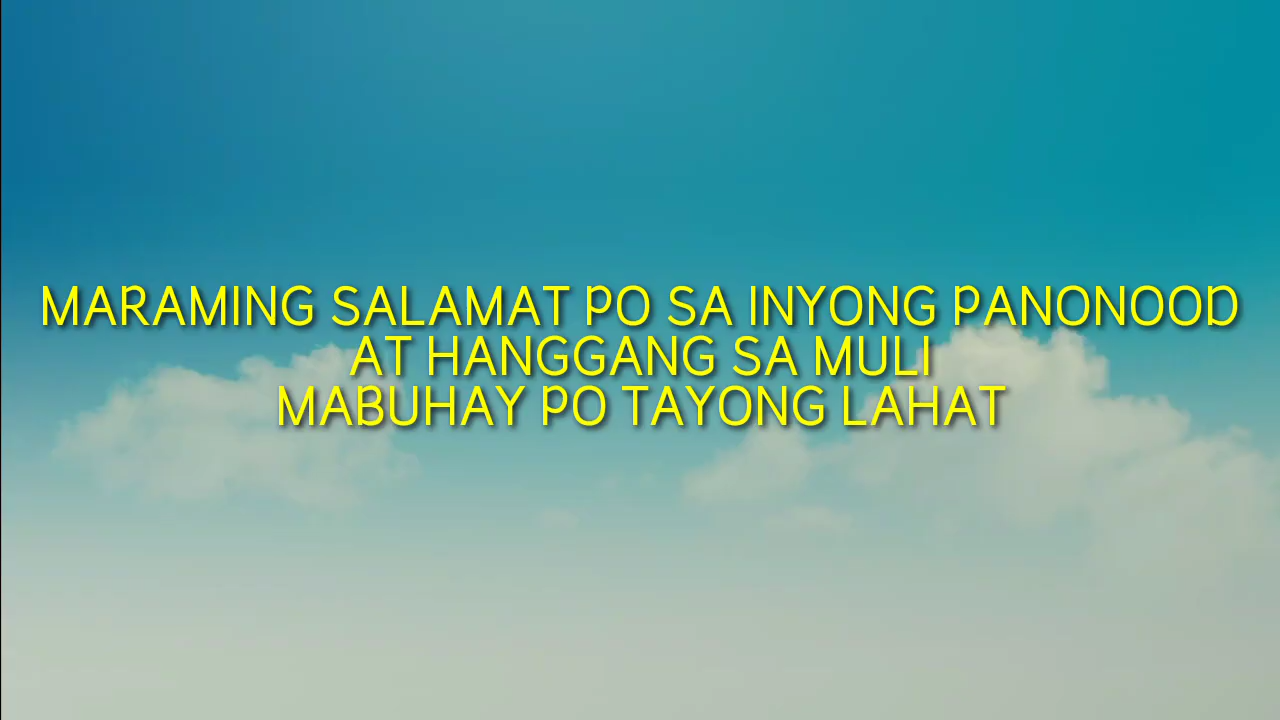 MARAMING SALAMAT PO SA INYONG PANONOOD
AT HANGGANG SA MULI
MABUHAY PO TAYONG LAHAT